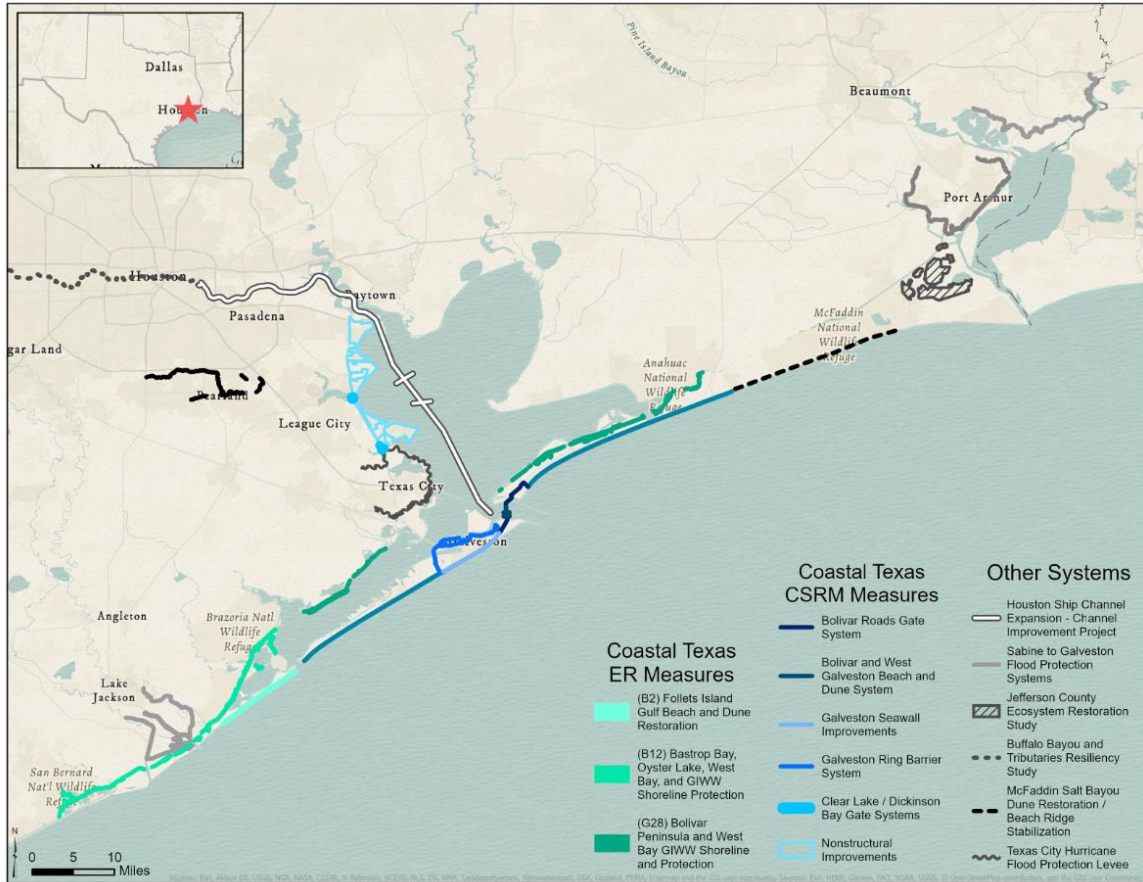 Dallas
Houston
Pine Island Bayou
Beaumont
Port Arthur
Houston
Baytown
Pasadena
McFaddin
National
Wildlife
Refuge
gar Land
Anahuac
National
Wildlife
Refuge
Pearland
League City
Texas City
Galveston
Angleton
Brazoria Natl
Wildlife
Refuge
Lake
Jackson
San Bernard
Nat'l Wildlife
Refuge
N
0 5 10
Miles
Coastal Texas
ER Measures
(B2) Follets Island
Gulf Beach and Dune
Restoration
(B12) Bastrop Bay,
Oyster Lake, West
Bay, and GIWW
Shoreline Protection
(G28) Bolivar
Peninsula and West
Bay GIWW Shoreline
and Protection
Coastal Texas
CSRM Measures
Bolivar Roads Gate
System
Bolivar and West
Galveston Beach and
Dune System
Galveston Seawall
Improvements
Galveston Ring Barrier
System
Clear Lake / Dickinson
Bay Gate Systems
Nonstructural
Improvements
Other Systems
Houston Ship Channel
Expansion - Channel
Improvement Project
Sabine to Galveston
Flood Protection
Systems
Jefferson County
Ecosystem Restoration
Study
Buffalo Bayou and
Tributaries Resiliency
Study
McFaddin Salt Bayou
Dune Restoration /
Beach Ridge
Stabilization
Texas City Hurricane
Flood Protection Levee